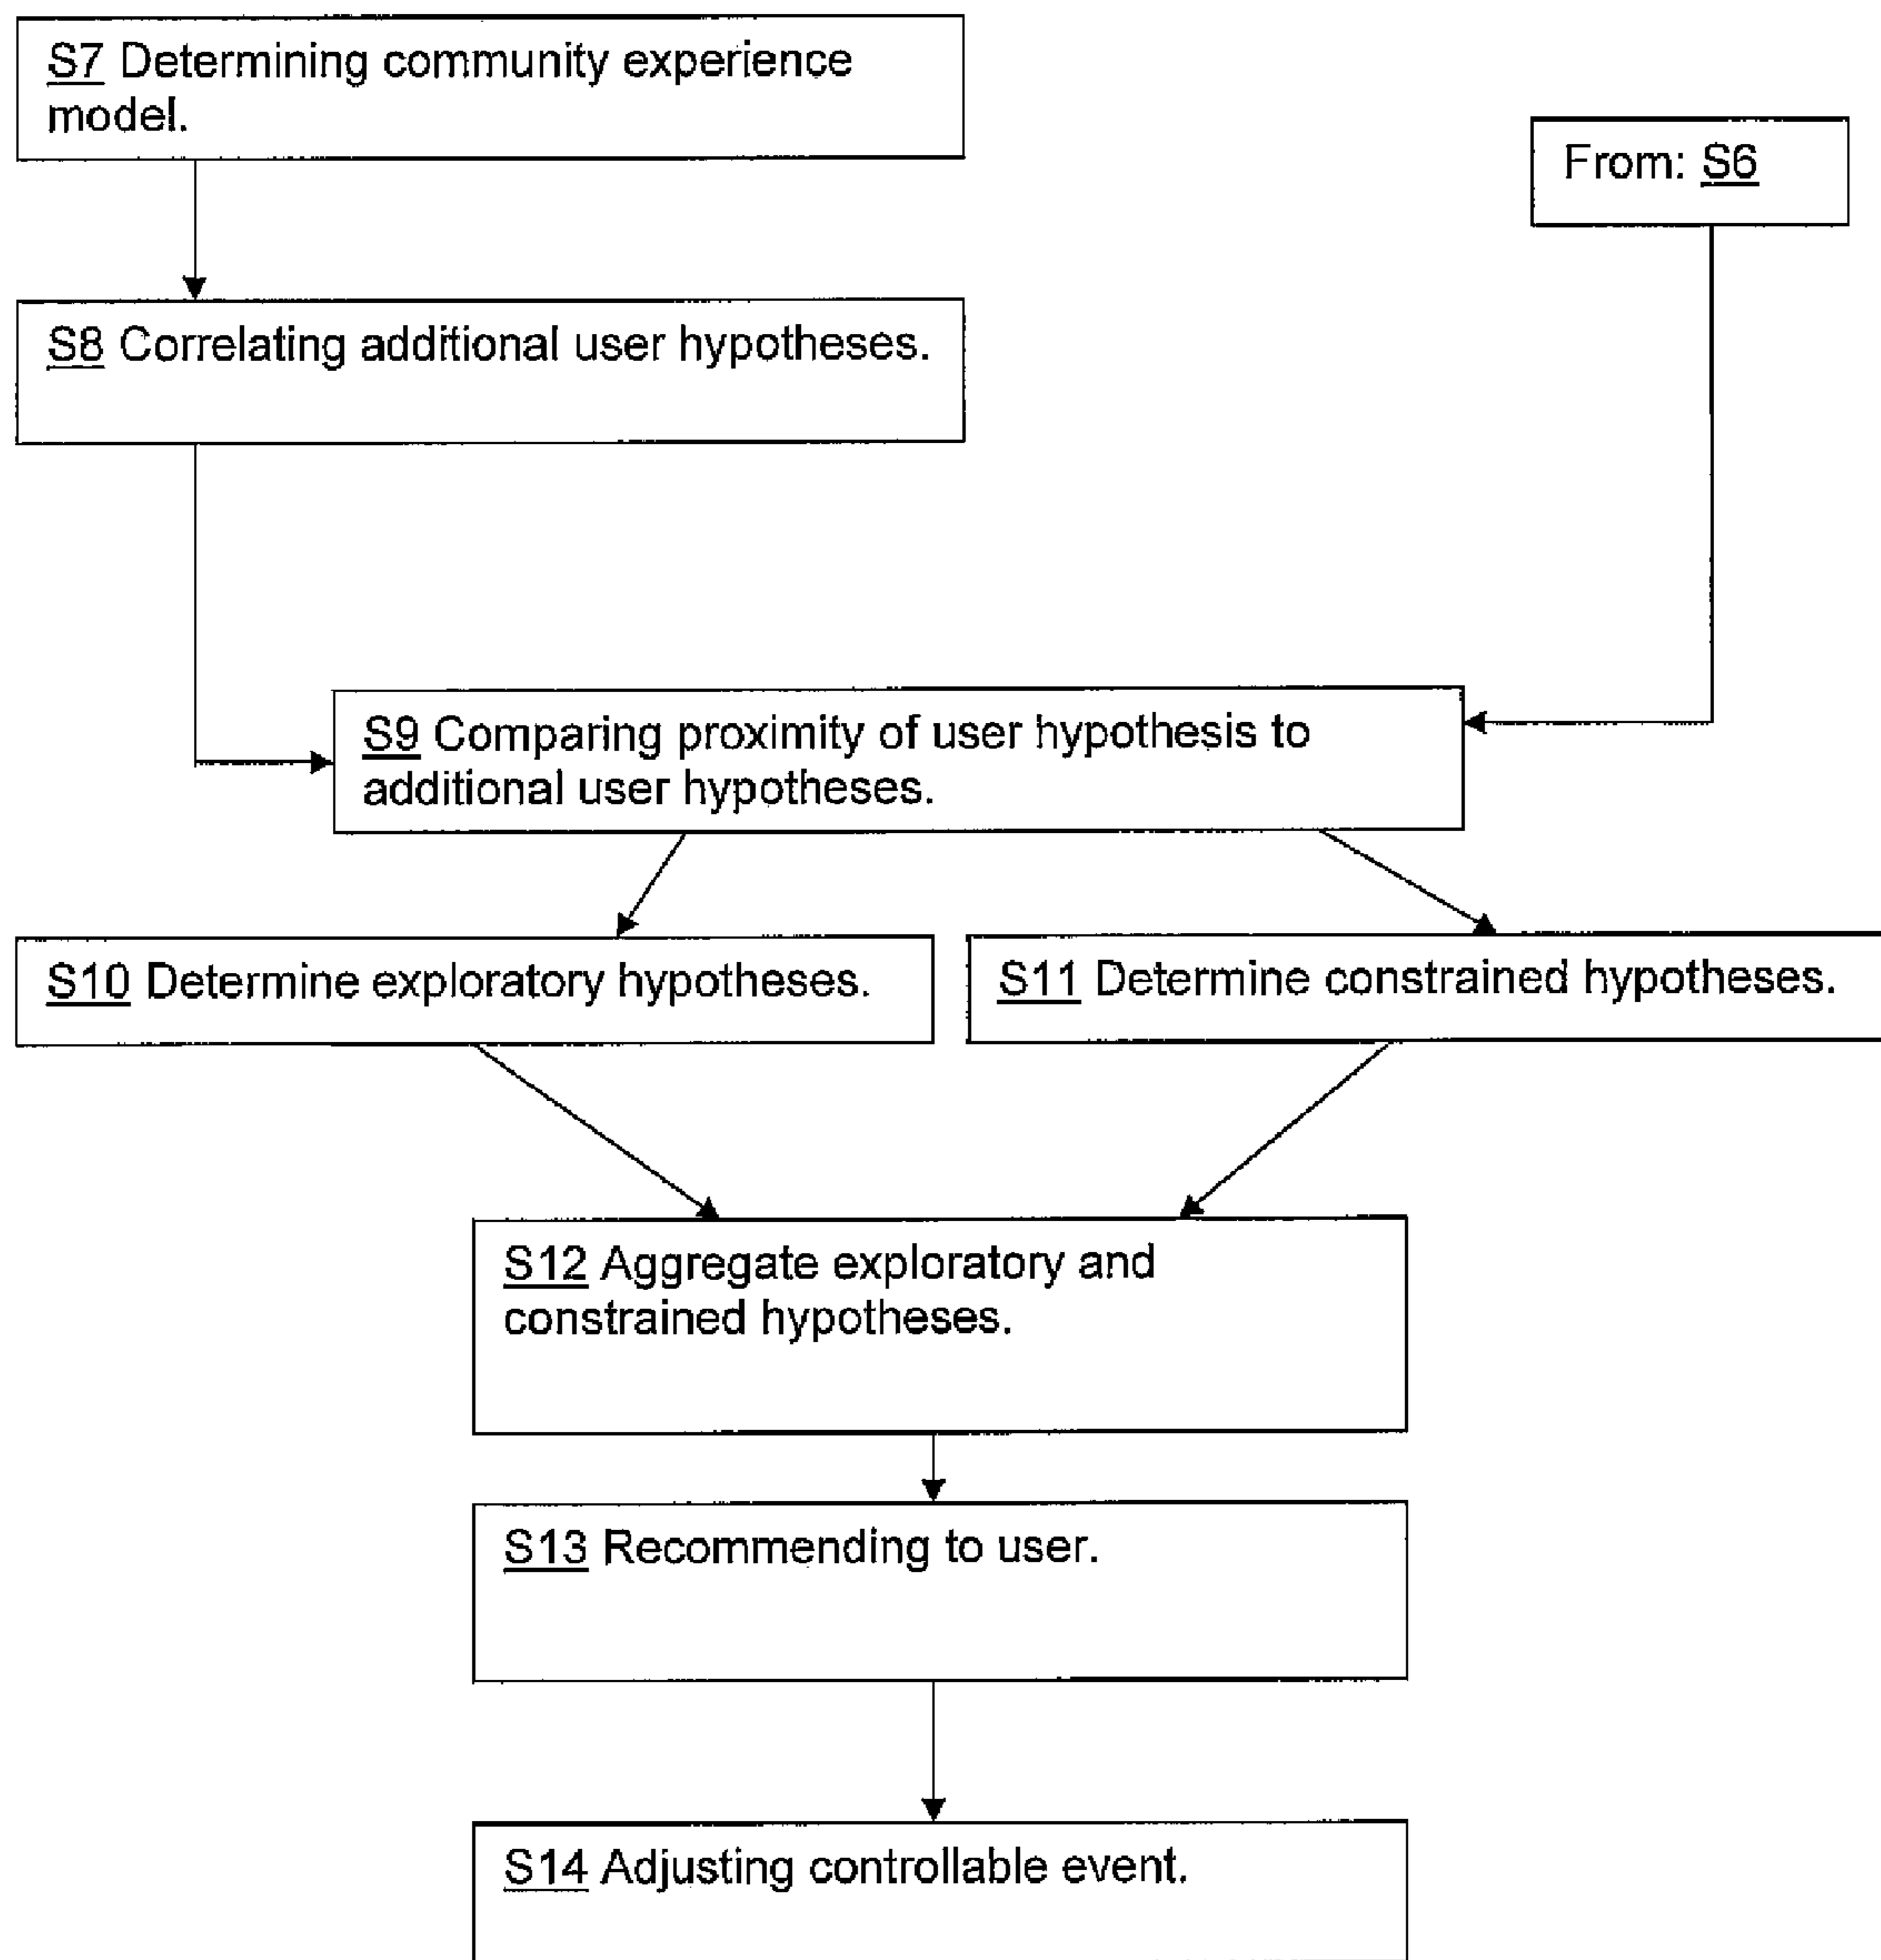 S7 Determining community experience
model.
From: S6
S8 Correlating additional user hypotheses.
S9 Comparing proximity of user hypothesis to
additional user hypotheses.
S10 Determine exploratory hypotheses.
S11 Determine constrained hypotheses.
S12 Aggregate exploratory and
constrained hypotheses.
S13 Recommending to user.
S14 Adjusting controllable event.